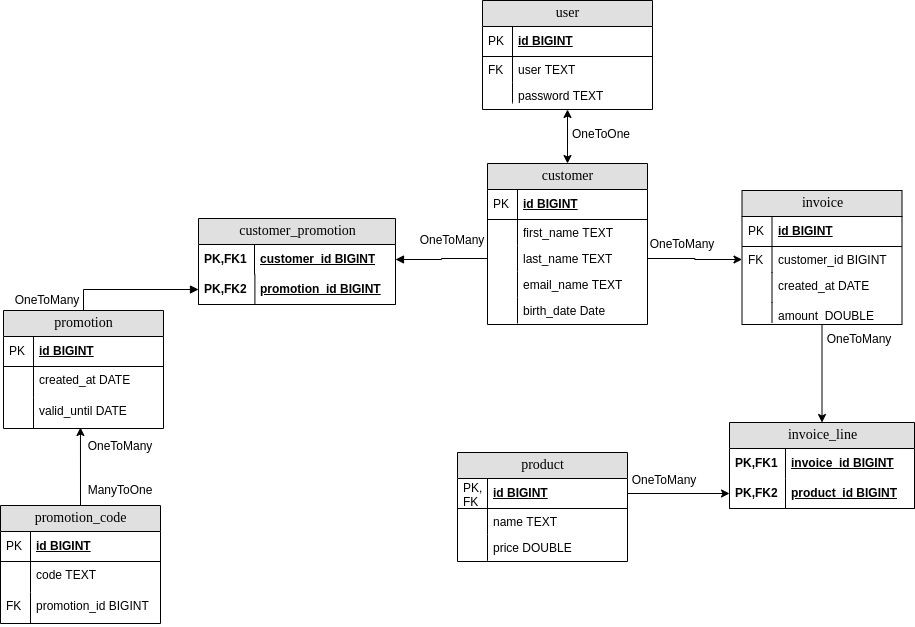 user
PK id BIGINT
FK user TEXT
password TEXT
OneToOne
customer
PK id BIGINT
first_name TEXT
last_name TEXT
email_name TEXT
birth_date Date
OneToMany
OneToMany
customer_promotion
PK,FK1 customer_id BIGINT
PK,FK2 promotion_id BIGINT
invoice
PK id BIGINT
FK customer_id BIGINT
created_at DATE
amount DOUBLE
OneToMany
OneToMany
promotion
PK id BIGINT
created_at DATE
valid_until DATE
OneToMany
ManyToOne
promotion_code
PK id BIGINT
code TEXT
FK promotion_id BIGINT
product
PK,
FK id BIGINT
name TEXT
price DOUBLE
OneToMany
invoice_line
PK,FK1 invoice_id BIGINT
PK,FK2 product_id BIGINT